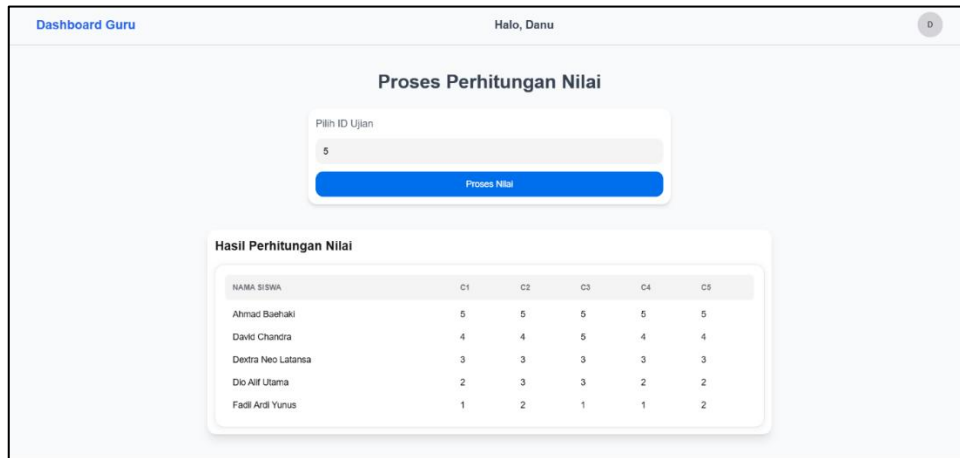 Dashboard Guru Halo, Danu D
Proses Perhitungan Nilai
Pilih ID Ujian
5
Proses Nilai
Hasil Perhitungan Nilai
NAMA SISWA C1 C2 C3 C4 C5
Ahmad Baehaki 5 5 5 5 5
David Chandra 4 4 5 4 4
Dextra Neo Latansa 3 3 3 3 3
Dio Alif Utama 2 3 3 2 2
Fadil Ardi Yunus 1 2 1 1 2